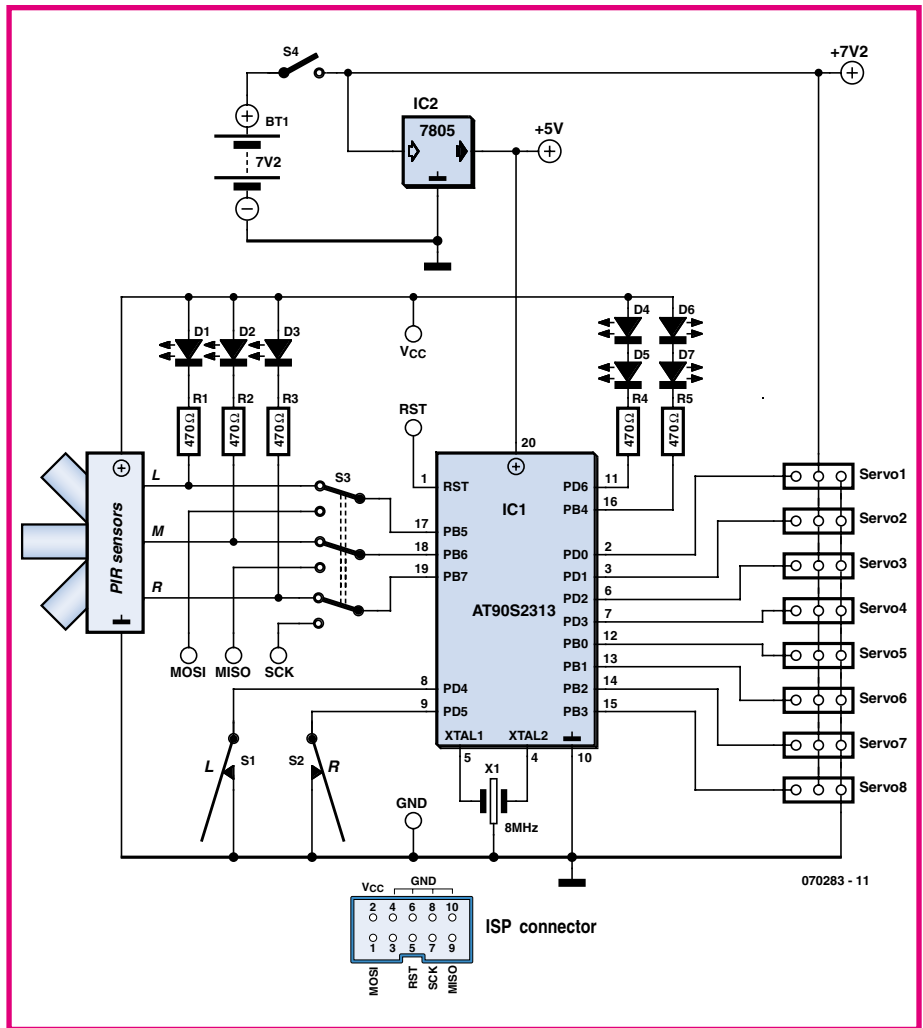 S4
+7V2
IC2
BT1
7805
+5V
7V2
D1 D2 D3 D4 D6
D5 D7
VCC
R1 R2 R3 RST R4 R5
470Ω 470Ω 470Ω 470Ω 470Ω
20
L S3 1 RST IC1 PD6 11 Servo1
PB4 16
17 PB5 PD0 2 Servo2
PIR sensors M 18 PB6 PD1 3
19 PB7 PD2 6 Servo3
R AT90S2313 PD3 7 Servo4
PB0 12 Servo5
MOSI MISO SCK PB1 13
8 PD4 PB2 14 Servo6
9 PD5 PB3 15
XTAL1 XTAL2
L S1 S2 R 5 4 10 Servo7
X1
GND 8MHz Servo8
070283 - 11
VCC GND
2 4 6 8 10
ISP connector
1 3 5 7 9
MOSI RST SCK MISO